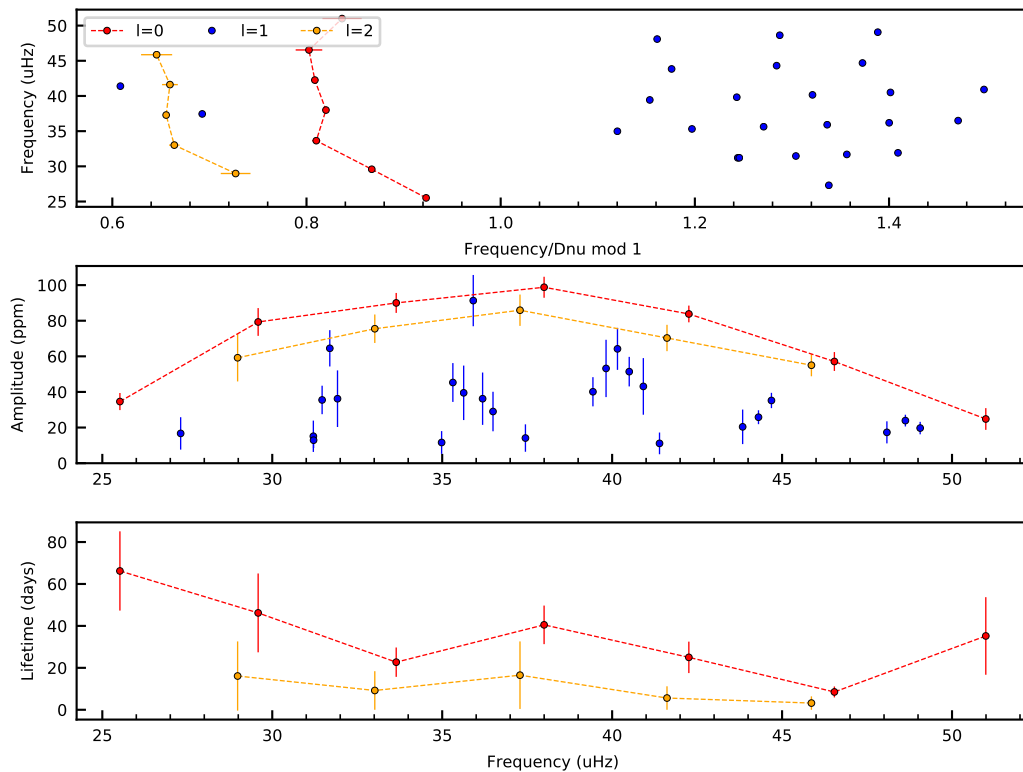 l=0 l=1 l=2
50
45
40
35
30
25
Frequency (uHz)
0.6 0.8 1.0 1.2 1.4
Frequency/Dnu mod 1
100
80
60
40
20
0
Amplitude (ppm)
25 30 35 40 45 50
80
60
40
20
0
Lifetime (days)
25 30 35 40 45 50
Frequency (uHz)